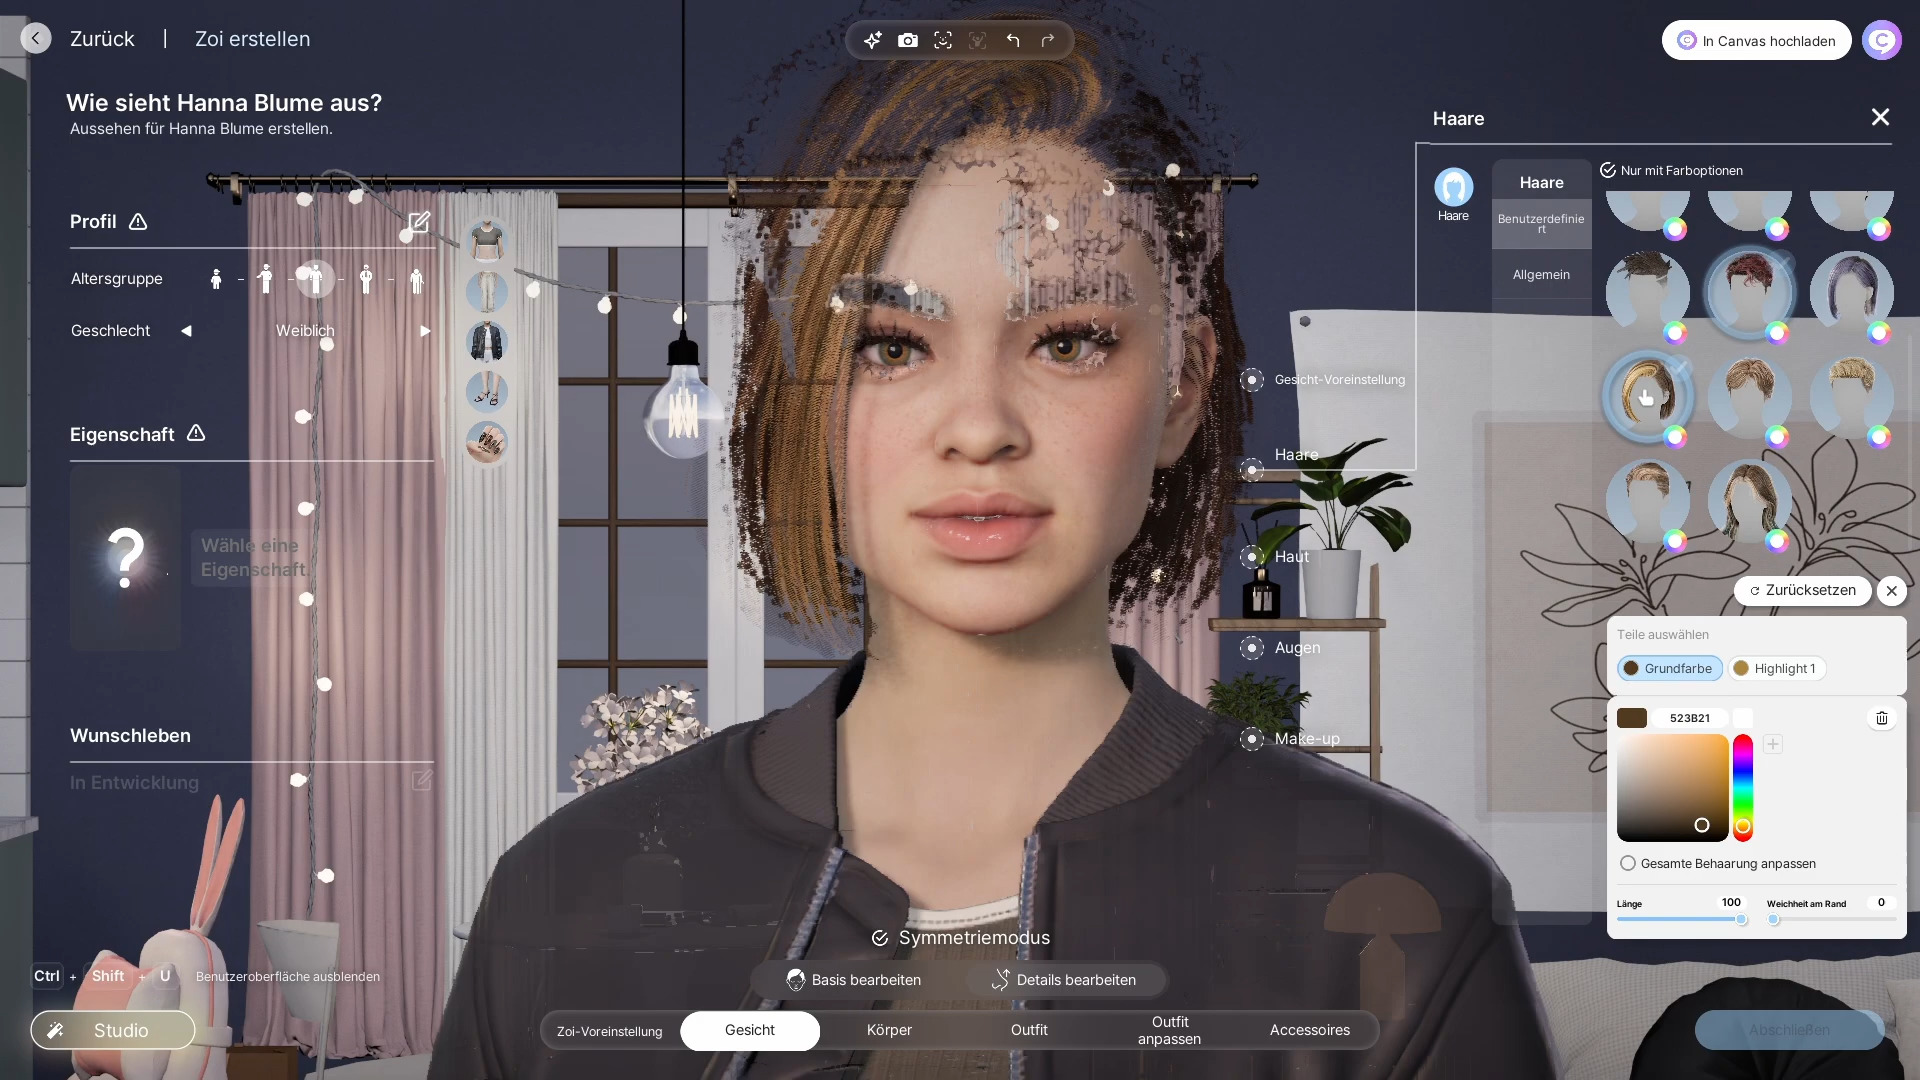 Zurück | Zoi erstellen
In Canvas hochladen
Wie sieht Hanna Blume aus?
Aussehen für Hanna Blume erstellen.
Profil
Altersgruppe
Geschlecht
Weiblich
Eigenschaft
Wähle eine
Eigenschaft.
Wunschleben
In Entwicklung
Ctrl + Shift + U Benutzeroberfläche ausblenden
Studio
Gesicht-Voreinstellung
Haare
Haut
Augen
Make-up
Symmetriemodus
Basis bearbeiten
Details bearbeiten
Zoi-Voreinstellung
Gesicht
Körper
Outfit
Outfit
anpassen
Accessoires
Haare
Haare
Haare
Benutzerdefinie
rt
Allgemein
Nur mit Farboptionen
Zurücksetzen
Teile auswählen
Grundfarbe
Highlight 1
523B21
Gesamte Behaarung anpassen
Länge 100
Weichheit am Rand 0
Abschließen